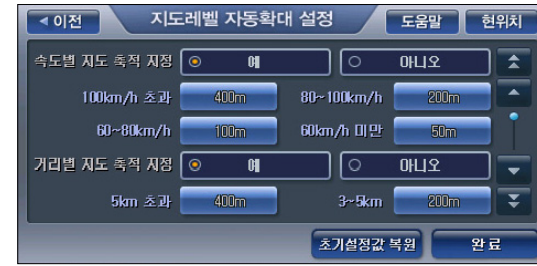 이전 지도레벨 자동확대 설정 도움말 현위치
속도별 지도 축적 지정 예 아니오
100km/h 초과 400m 80~100km/h 200m
60~80km/h 100m 60km/h 미만 50m
거리별 지도 축적 지정 예 아니오
5km 초과 400m 3~5km 200m
초기설정값 복원 완료